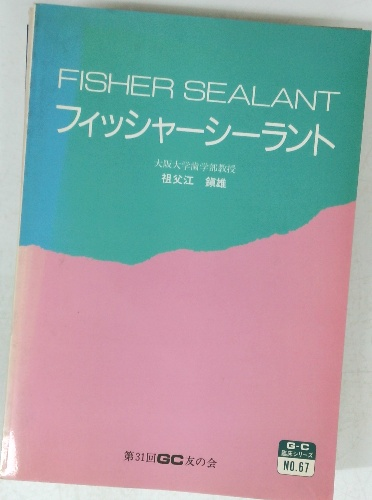 FISHER SEALANT
フィッシャーシーラント
大阪大学歯学部教授
祖父江 鎭雄
第31回GC友の会
G-C
臨床シリーズ
NO.67